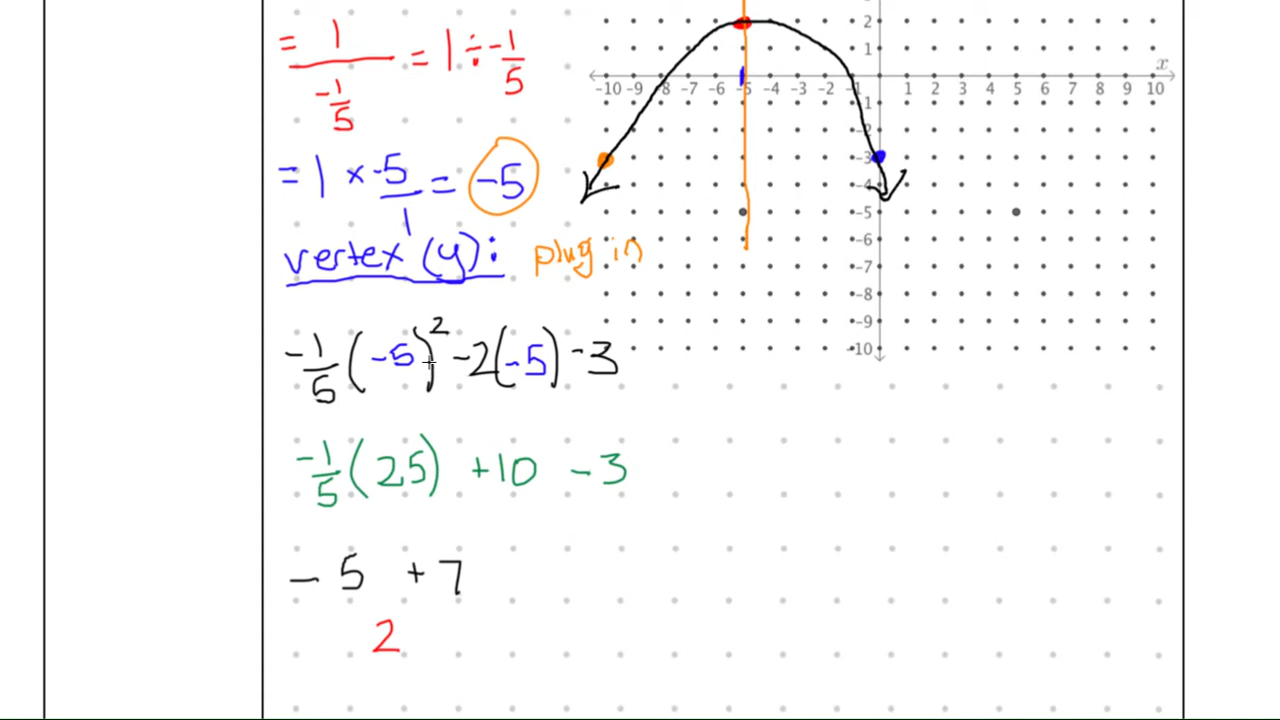 = 1 / -1/5 = 1 ÷ -1/5
= 1 × -5/1 = -5
vertex (y): plug in
-1/5 (-5)² -2(-5) -3
-1/5 (25) +10 -3
- 5 + 7
2
2
1
x
-10 -9 -8 -7 -6 -5 -4 -3 -2 -1 1 2 3 4 5 6 7 8 9 10
-1
-2
-3
-4
-5
-6
-7
-8
-9
-10